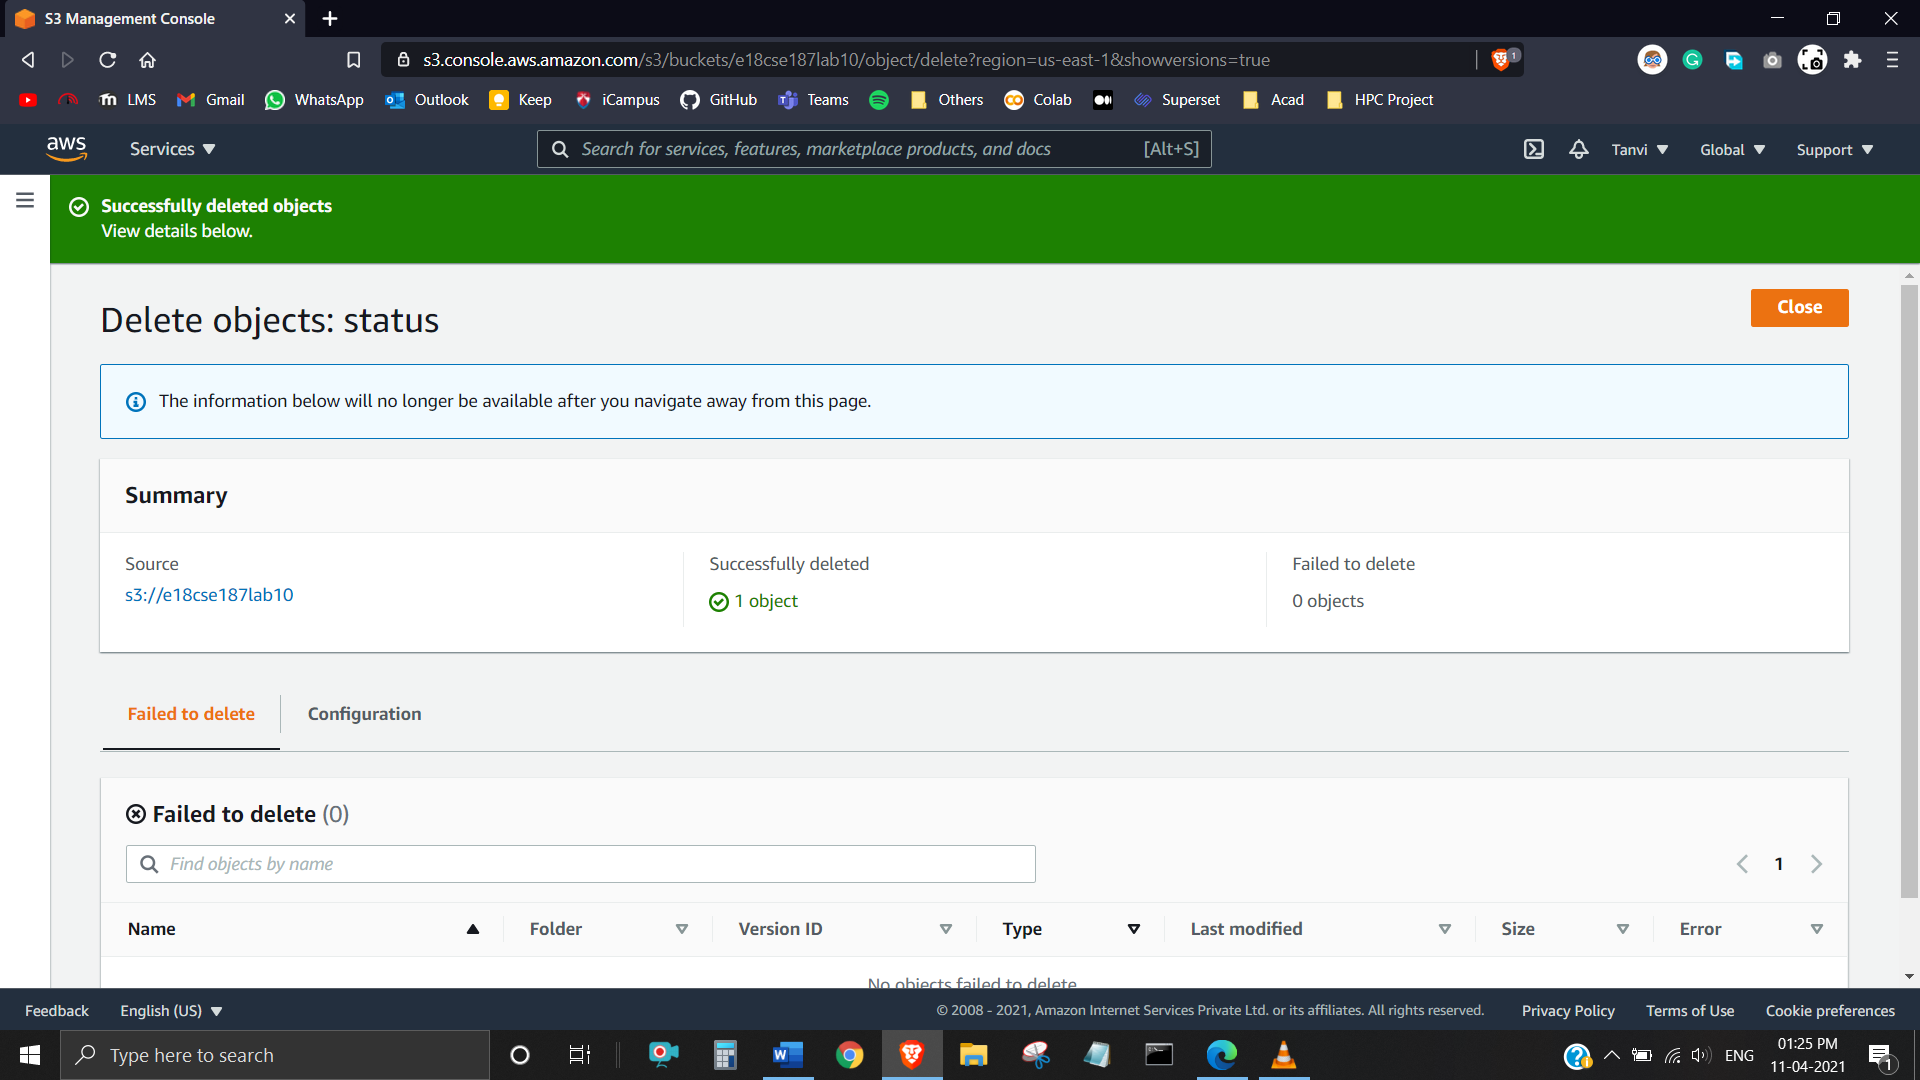 S3 Management Console
s3.console.aws.amazon.com/s3/buckets/e18cse187lab10/object/delete?region=us-east-1&showversions=true
1
LMS Gmail WhatsApp Outlook Keep iCampus GitHub Teams Others Colab Superset Acad HPC Project
aws Services Search for services, features, marketplace products, and docs [Alt+S] Tanvi Global Support
Successfully deleted objects
View details below.
Delete objects: status
Close
The information below will no longer be available after you navigate away from this page.
Summary
Source Successfully deleted Failed to delete
s3://e18cse187lab10 1 object 0 objects
Failed to delete Configuration
Failed to delete (0)
Find objects by name 1
Name Folder Version ID Type Last modified Size Error
No objects failed to delete
Feedback English (US) © 2008 - 2021, Amazon Internet Services Private Ltd. or its affiliates. All rights reserved. Privacy Policy Terms of Use Cookie preferences
Type here to search ENG 01:25 PM
11-04-2021 1